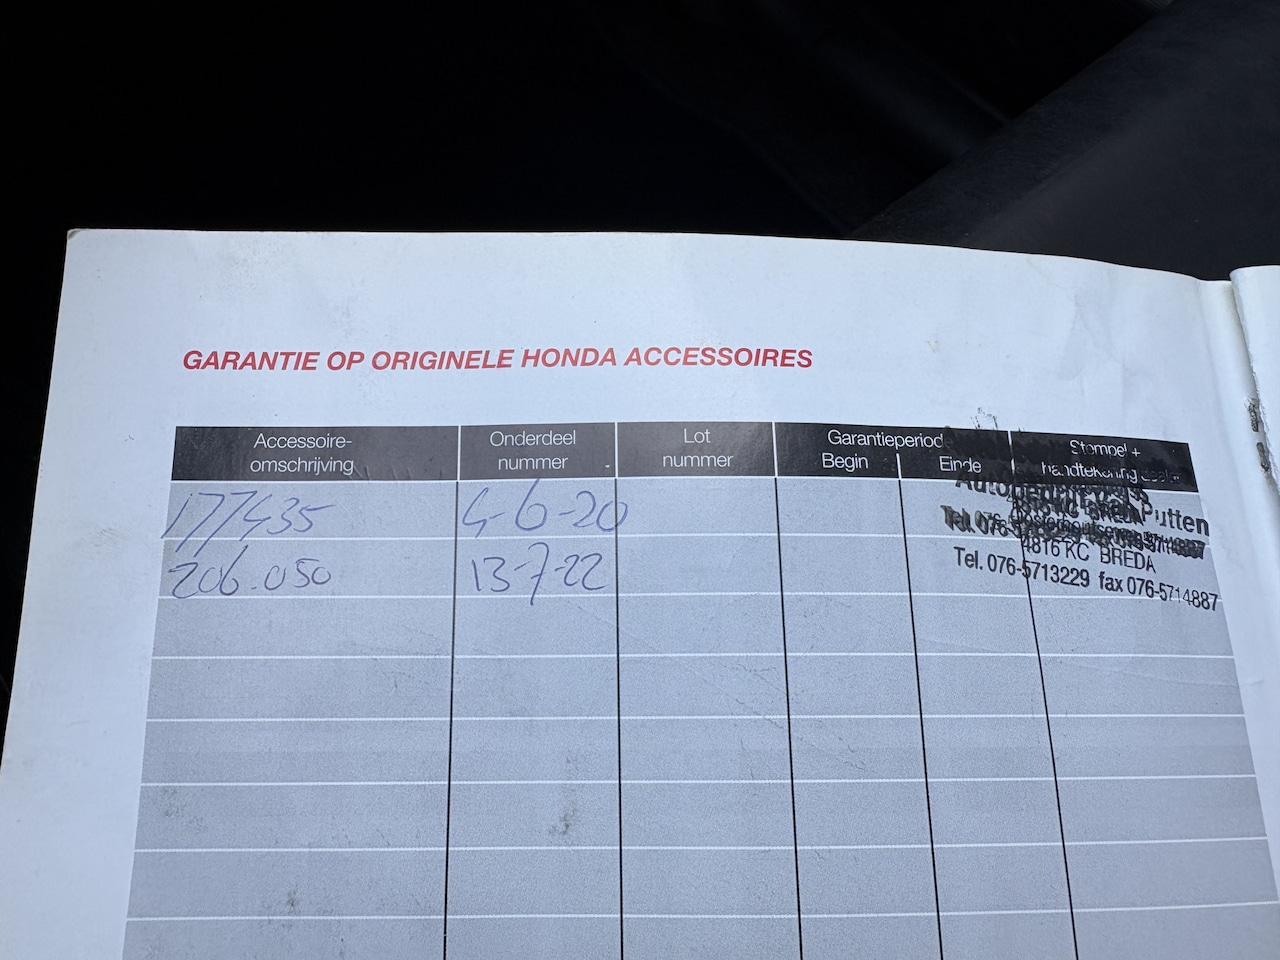 GARANTIE OP ORIGINELE HONDA ACCESSOIRES
Accessoire-
omschrijving
Onderdeel
nummer
Lot
nummer
Garantieperiode
Begin
Einde
Stempel +
handtekening dealer
177435 4-6-20
206.050 13-7-22
Putten
4816 KC BREDA
Tel. 076-5713229 fax 076-5714887